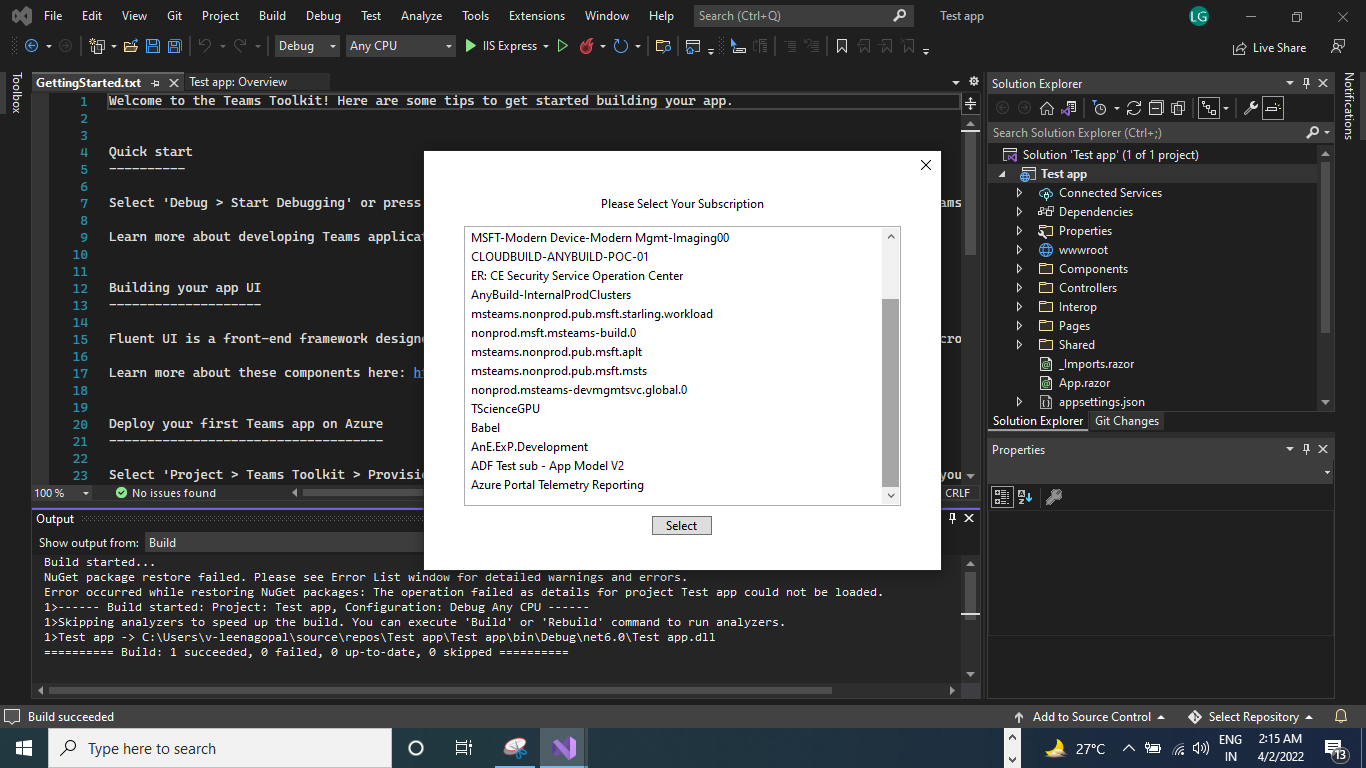 File Edit View Git Project Build Debug Test Analyze Tools Extensions Window Help Search (Ctrl+Q) Test app LG
Debug Any CPU IIS Express Live Share
Toolbox
GettingStarted.txt Test app: Overview
1 Welcome to the Teams Toolkit! Here are some tips to get started building your app.
2
3
4 Quick start
5 ----------
6
7 Select 'Debug > Start Debugging' or press
8
9 Learn more about developing Teams applicat
10
11
12 Building your app UI
13 --------------------
14
15 Fluent UI is a front-end framework designe
16
17 Learn more about these components here:
18
19
20 Deploy your first Teams app on Azure
21 ------------------------------------
22
23 Select 'Project > Teams Toolkit > Provision
100 % No issues found CRLF
Please Select Your Subscription
MSFT-Modern Device-Modern Mgmt-Imaging00
CLOUDBUILD-ANYBUILD-POC-01
ER: CE Security Service Operation Center
AnyBuild-InternalProdClusters
msteams.nonprod.pub.msft.starling.workload
nonprod.msft.msteams-build.0
msteams.nonprod.pub.msft.aplt
msteams.nonprod.pub.msft.msts
nonprod.msteams-devmgmtsvc.global.0
TScienceGPU
Babel
AnE.ExP.Development
ADF Test sub - App Model V2
Azure Portal Telemetry Reporting
Select
Output
Show output from: Build
Build started...
NuGet package restore failed. Please see Error List window for detailed warnings and errors.
Error occurred while restoring NuGet packages: The operation failed as details for project Test app could not be loaded.
1>------ Build started: Project: Test app, Configuration: Debug Any CPU ------
1>Skipping analyzers to speed up the build. You can execute 'Build' or 'Rebuild' command to run analyzers.
1>Test app -> C:\Users\v-leenagopal\source\repos\Test app\Test app\bin\Debug\net6.0\Test app.dll
========== Build: 1 succeeded, 0 failed, 0 up-to-date, 0 skipped ==========
Solution Explorer
Search Solution Explorer (Ctrl+;)
Solution 'Test app' (1 of 1 project)
Test app
Connected Services
Dependencies
Properties
wwwroot
Components
Controllers
Interop
Pages
Shared
_Imports.razor
App.razor
appsettings.json
Solution Explorer Git Changes
Properties
Notifications
Build succeeded Add to Source Control Select Repository
Type here to search 27°C ENG IN 2:15 AM 4/2/2022 13